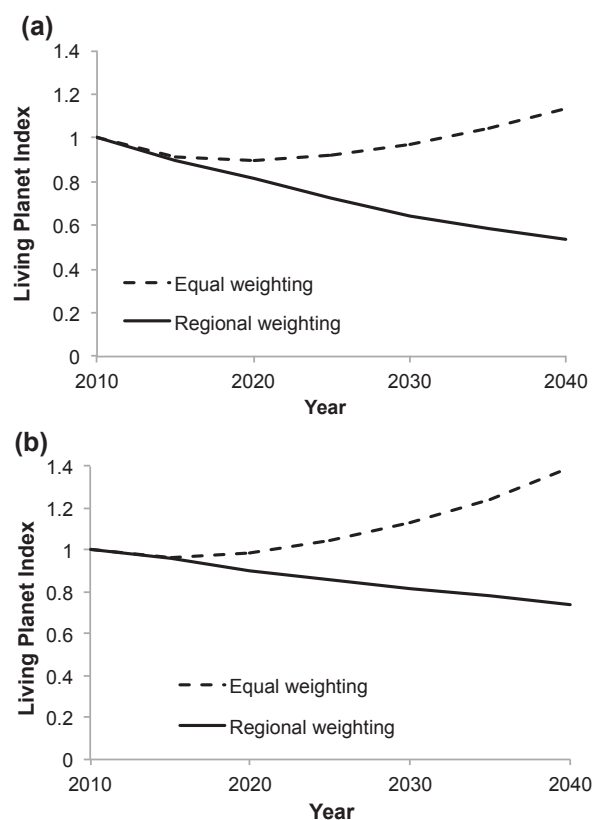 (a)
1.4
1.2
1
0.8
0.6
0.4
0.2
0
Living Planet Index
Equal weighting
Regional weighting
2010 2020 2030 2040
Year
(b)
1.4
1.2
1
0.8
0.6
0.4
0.2
0
Living Planet Index
Equal weighting
Regional weighting
2010 2020 2030 2040
Year